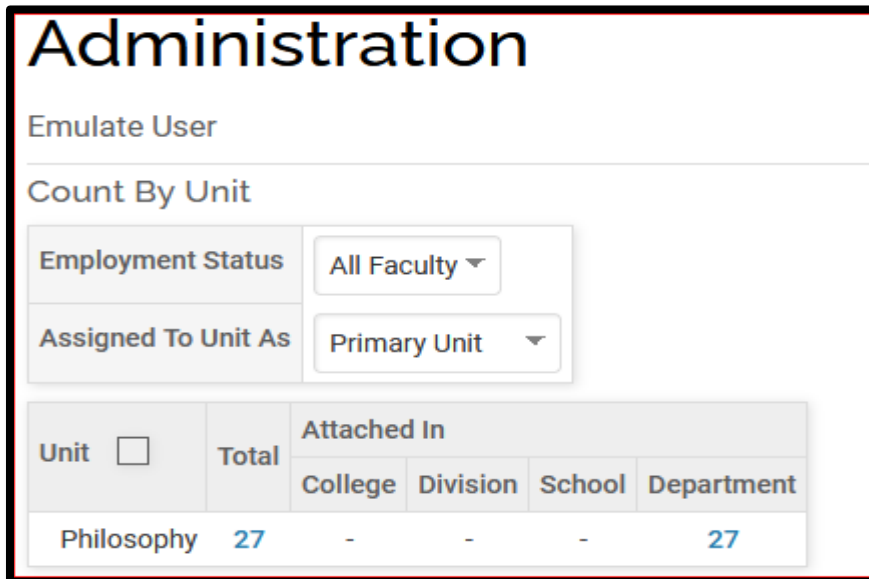 Administration
Emulate User
Count By Unit
Employment Status All Faculty
Assigned To Unit As Primary Unit
Unit Total Attached In
College Division School Department
Philosophy 27 - - - 27